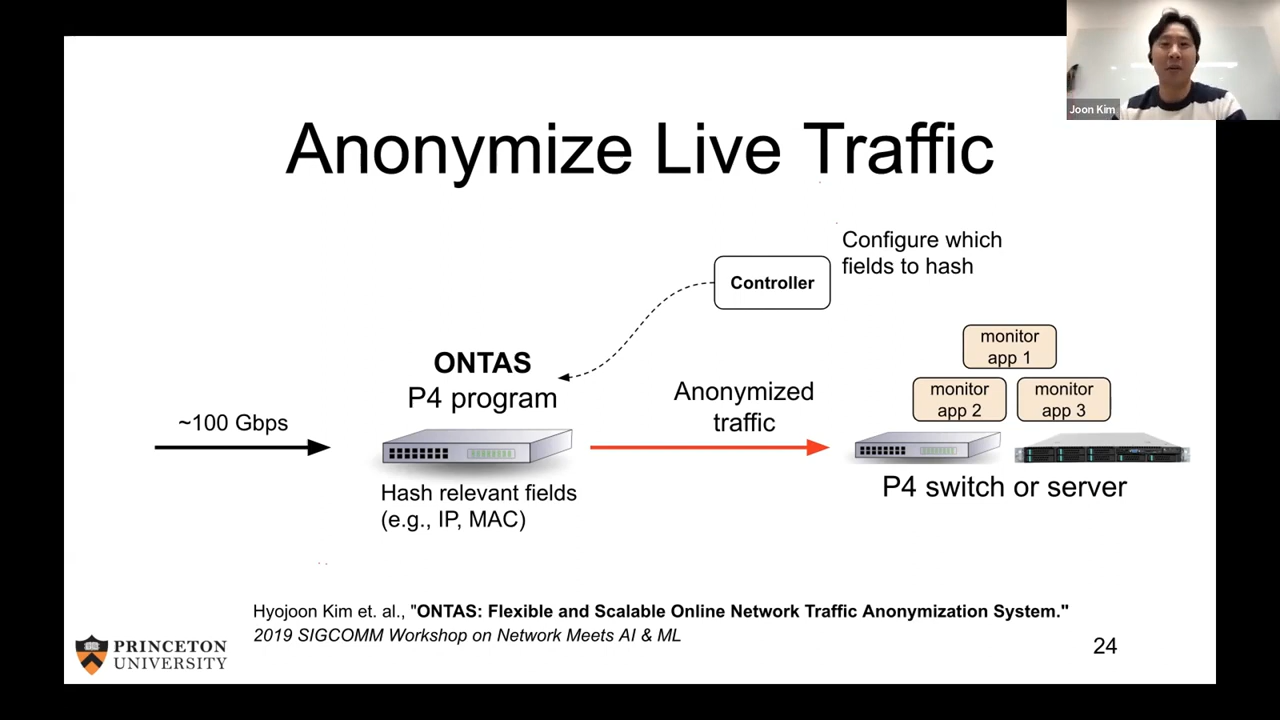 Joon Kim
Anonymize Live Traffic
Configure which
fields to hash
Controller
ONTAS
P4 program
~100 Gbps
Anonymized
traffic
monitor
app 1
monitor
app 2
monitor
app 3
Hash relevant fields
(e.g., IP, MAC)
P4 switch or server
Hyojoon Kim et. al., "ONTAS: Flexible and Scalable Online Network Traffic Anonymization System."
2019 SIGCOMM Workshop on Network Meets AI & ML
PRINCETON
UNIVERSITY
24